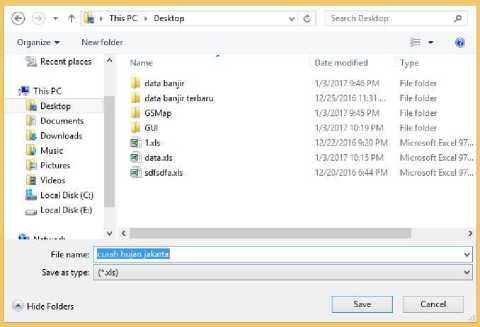 This PC
Desktop
Search Desktop
Organize
New folder
Recent places
This PC
Desktop
Documents
Downloads
Music
Pictures
Videos
Local Disk (C:)
Local Disk (E:)
Network
Name
Date modified
Type
data banjir
1/3/2017 9:46 PM
File folder
data banjir terbaru
12/25/2016 11:31 ...
File folder
GSMap
1/3/2017 9:45 PM
File folder
GUI
1/3/2017 10:19 PM
File folder
1.xls
12/22/2016 9:20 PM
Microsoft Excel 97...
data.xls
1/3/2017 10:15 PM
Microsoft Excel 97...
sdfsdfa.xls
12/20/2016 6:44 PM
Microsoft Excel 97...
File name:
curah hujan jakarta
Save as type:
(*.xls)
Hide Folders
Save
Cancel